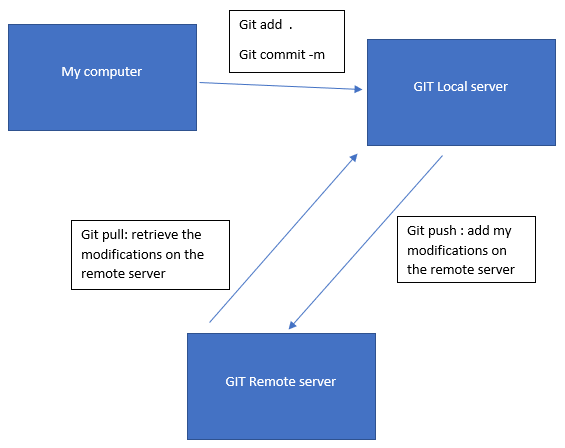 Git add  .
Git commit -m
My computer
GIT Local server
Git pull: retrieve the
modifications on the
remote server
Git push : add my
modifications on
the remote server
GIT Remote server